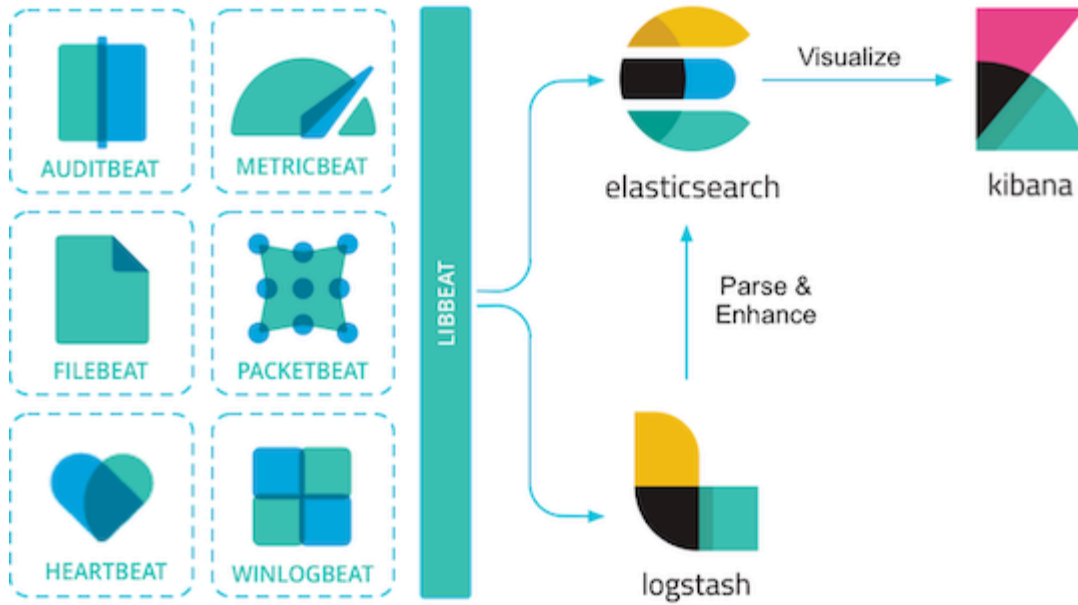 AUDITBEAT
METRICBEAT
FILEBEAT
PACKETBEAT
HEARTBEAT
WINLOGBEAT
LIBBEAT
elasticsearch
Visualize
kibana
Parse &
Enhance
logstash